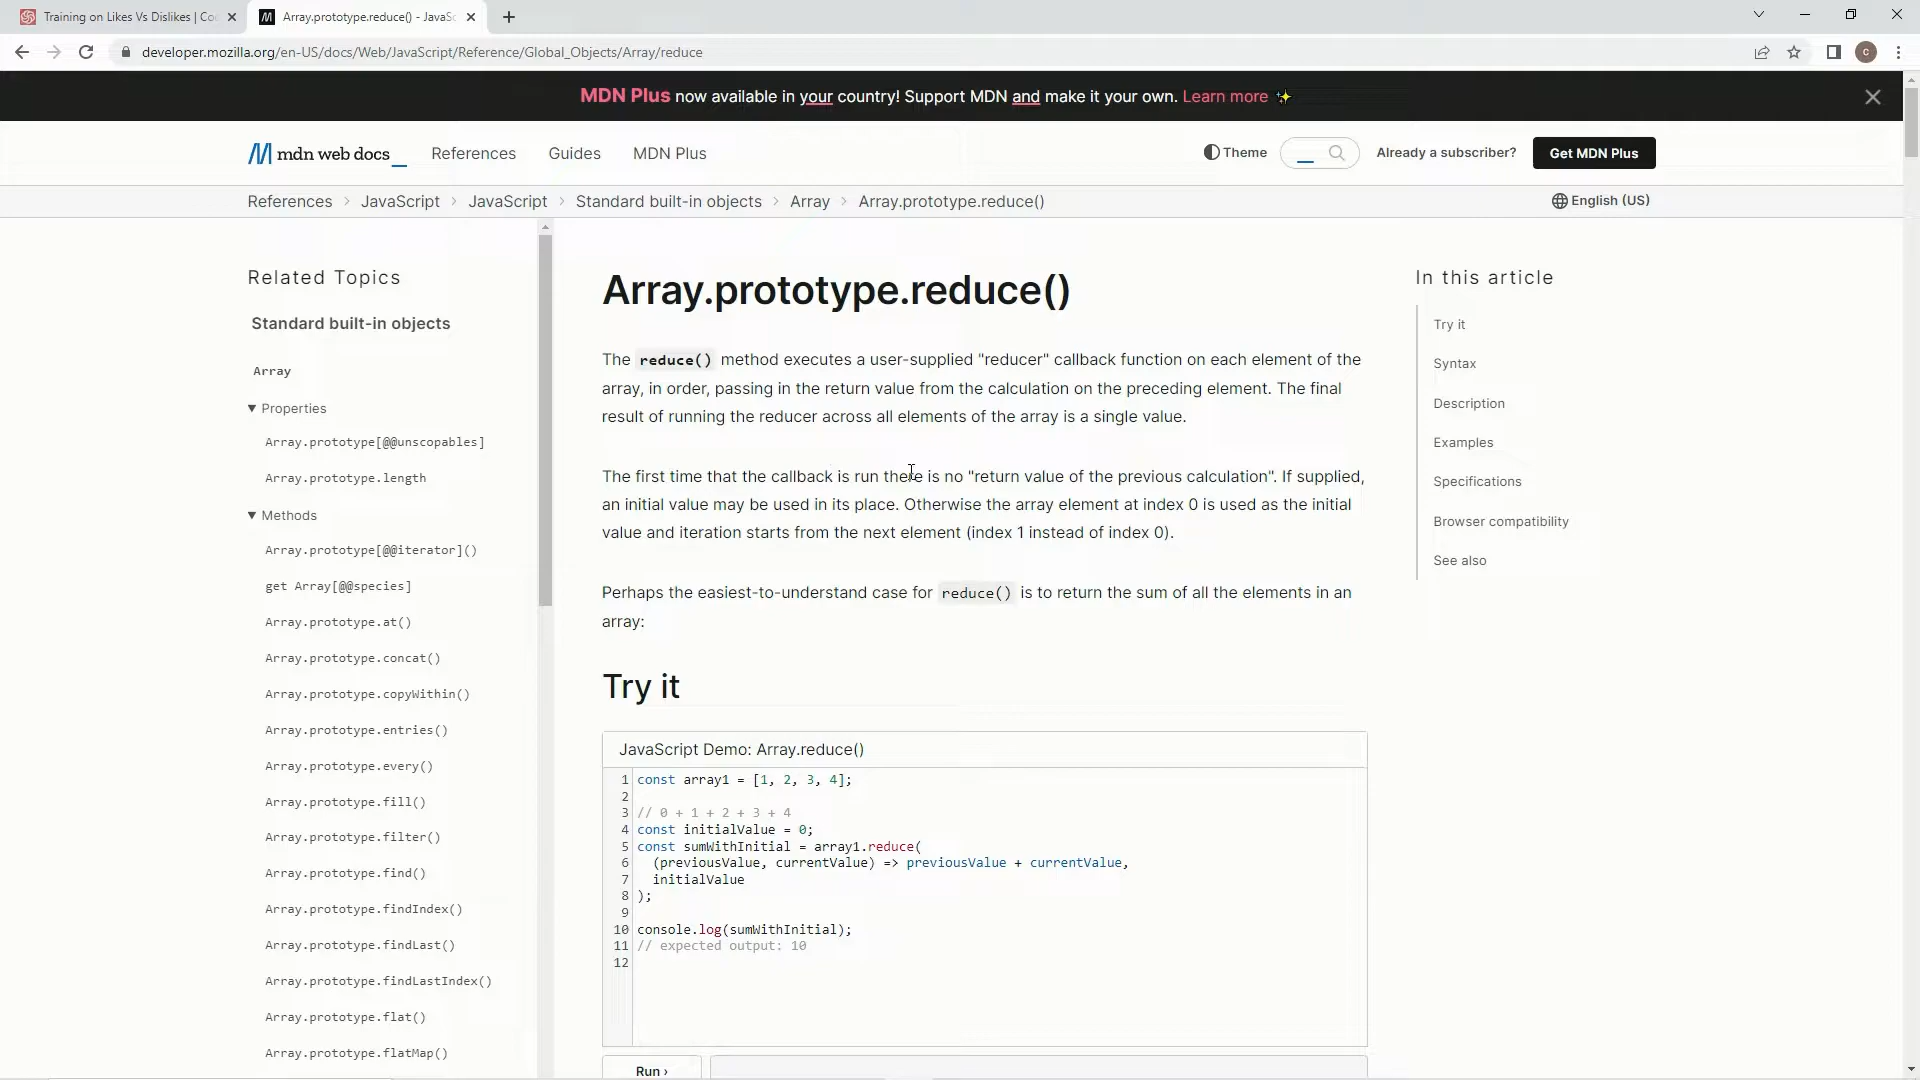 Training on Likes Vs Dislikes | Co
Array.prototype.reduce() - JavaSc
developer.mozilla.org/en-US/docs/Web/JavaScript/Reference/Global_Objects/Array/reduce
c
MDN Plus now available in your country! Support MDN and make it your own. Learn more ✨
mdn web docs_
References
Guides
MDN Plus
Theme
Already a subscriber?
Get MDN Plus
References > JavaScript > JavaScript > Standard built-in objects > Array > Array.prototype.reduce()
English (US)
Related Topics
Standard built-in objects
Array
▼ Properties
Array.prototype[@@unscopables]
Array.prototype.length
▼ Methods
Array.prototype[@@iterator]()
get Array[@@species]
Array.prototype.at()
Array.prototype.concat()
Array.prototype.copyWithin()
Array.prototype.entries()
Array.prototype.every()
Array.prototype.fill()
Array.prototype.filter()
Array.prototype.find()
Array.prototype.findIndex()
Array.prototype.findLast()
Array.prototype.findLastIndex()
Array.prototype.flat()
Array.prototype.flatMap()
Array.prototype.reduce()
The reduce() method executes a user-supplied "reducer" callback function on each element of the
array, in order, passing in the return value from the calculation on the preceding element. The final
result of running the reducer across all elements of the array is a single value.
The first time that the callback is run there is no "return value of the previous calculation". If supplied,
an initial value may be used in its place. Otherwise the array element at index 0 is used as the initial
value and iteration starts from the next element (index 1 instead of index 0).
Perhaps the easiest-to-understand case for reduce() is to return the sum of all the elements in an
array:
Try it
JavaScript Demo: Array.reduce()
1 const array1 = [1, 2, 3, 4];
2
3 // 0 + 1 + 2 + 3 + 4
4 const initialValue = 0;
5 const sumWithInitial = array1.reduce(
6   (previousValue, currentValue) => previousValue + currentValue,
7   initialValue
8 );
9
10 console.log(sumWithInitial);
11 // expected output: 10
12
Run ›
In this article
Try it
Syntax
Description
Examples
Specifications
Browser compatibility
See also